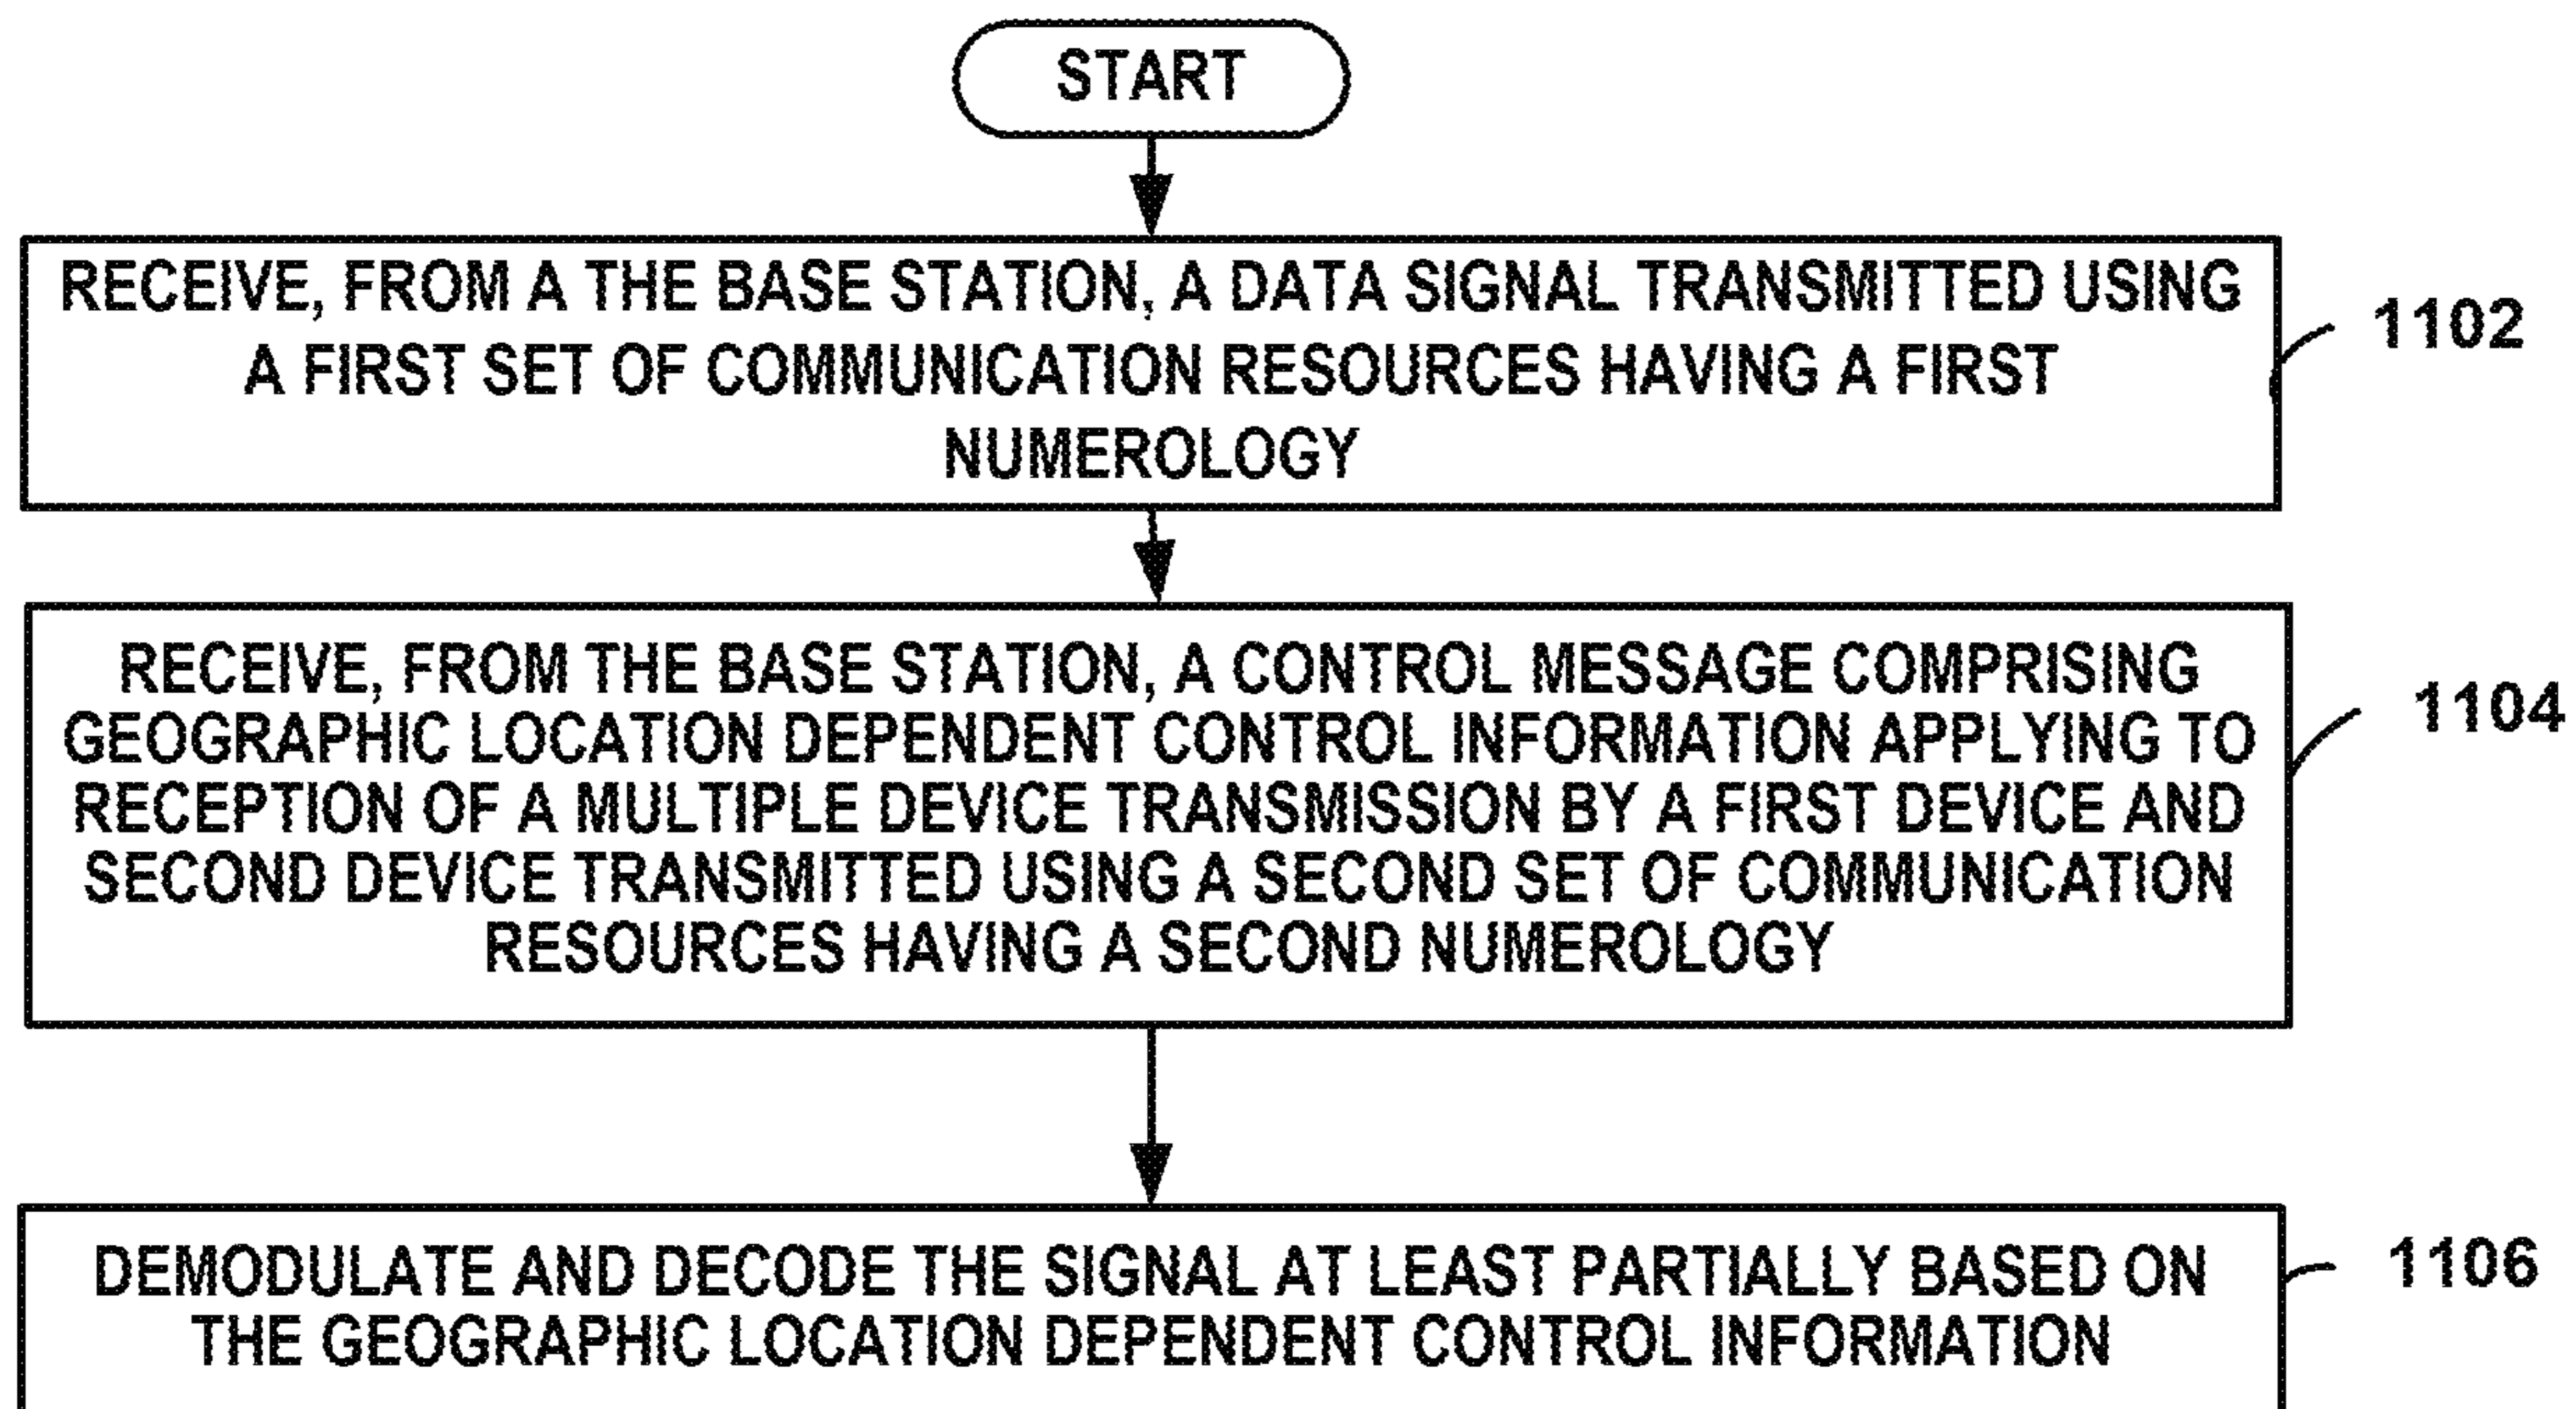 START
RECEIVE, FROM A THE BASE STATION, A DATA SIGNAL TRANSMITTED USING
A FIRST SET OF COMMUNICATION RESOURCES HAVING A FIRST
NUMEROLOGY
1102
RECEIVE, FROM THE BASE STATION, A CONTROL MESSAGE COMPRISING
GEOGRAPHIC LOCATION DEPENDENT CONTROL INFORMATION APPLYING TO
RECEPTION OF A MULTIPLE DEVICE TRANSMISSION BY A FIRST DEVICE AND
SECOND DEVICE TRANSMITTED USING A SECOND SET OF COMMUNICATION
RESOURCES HAVING A SECOND NUMEROLOGY
1104
DEMODULATE AND DECODE THE SIGNAL AT LEAST PARTIALLY BASED ON
THE GEOGRAPHIC LOCATION DEPENDENT CONTROL INFORMATION
1106